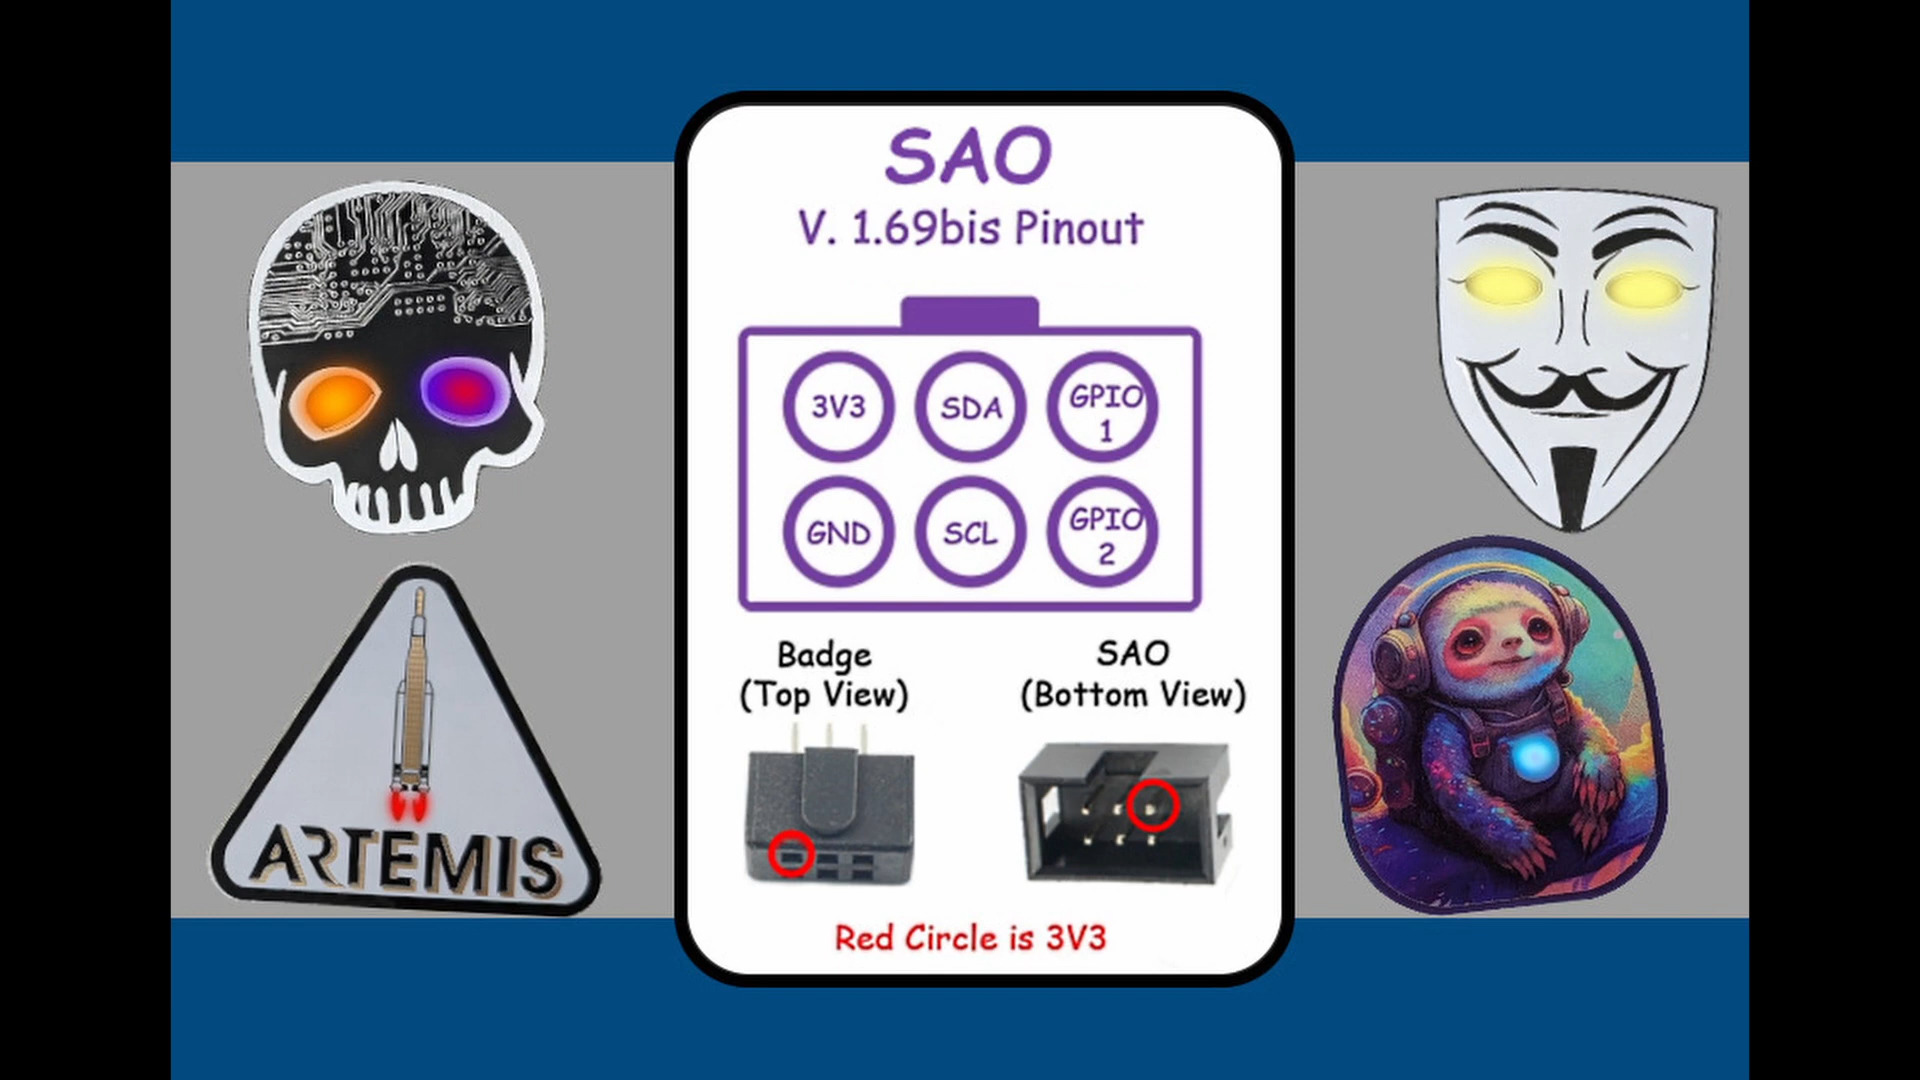 SAO
V. 1.69bis Pinout
3V3
SDA
GPIO
1
GND
SCL
GPIO
2
Badge
(Top View)
SAO
(Bottom View)
Red Circle is 3V3
ARTEMIS